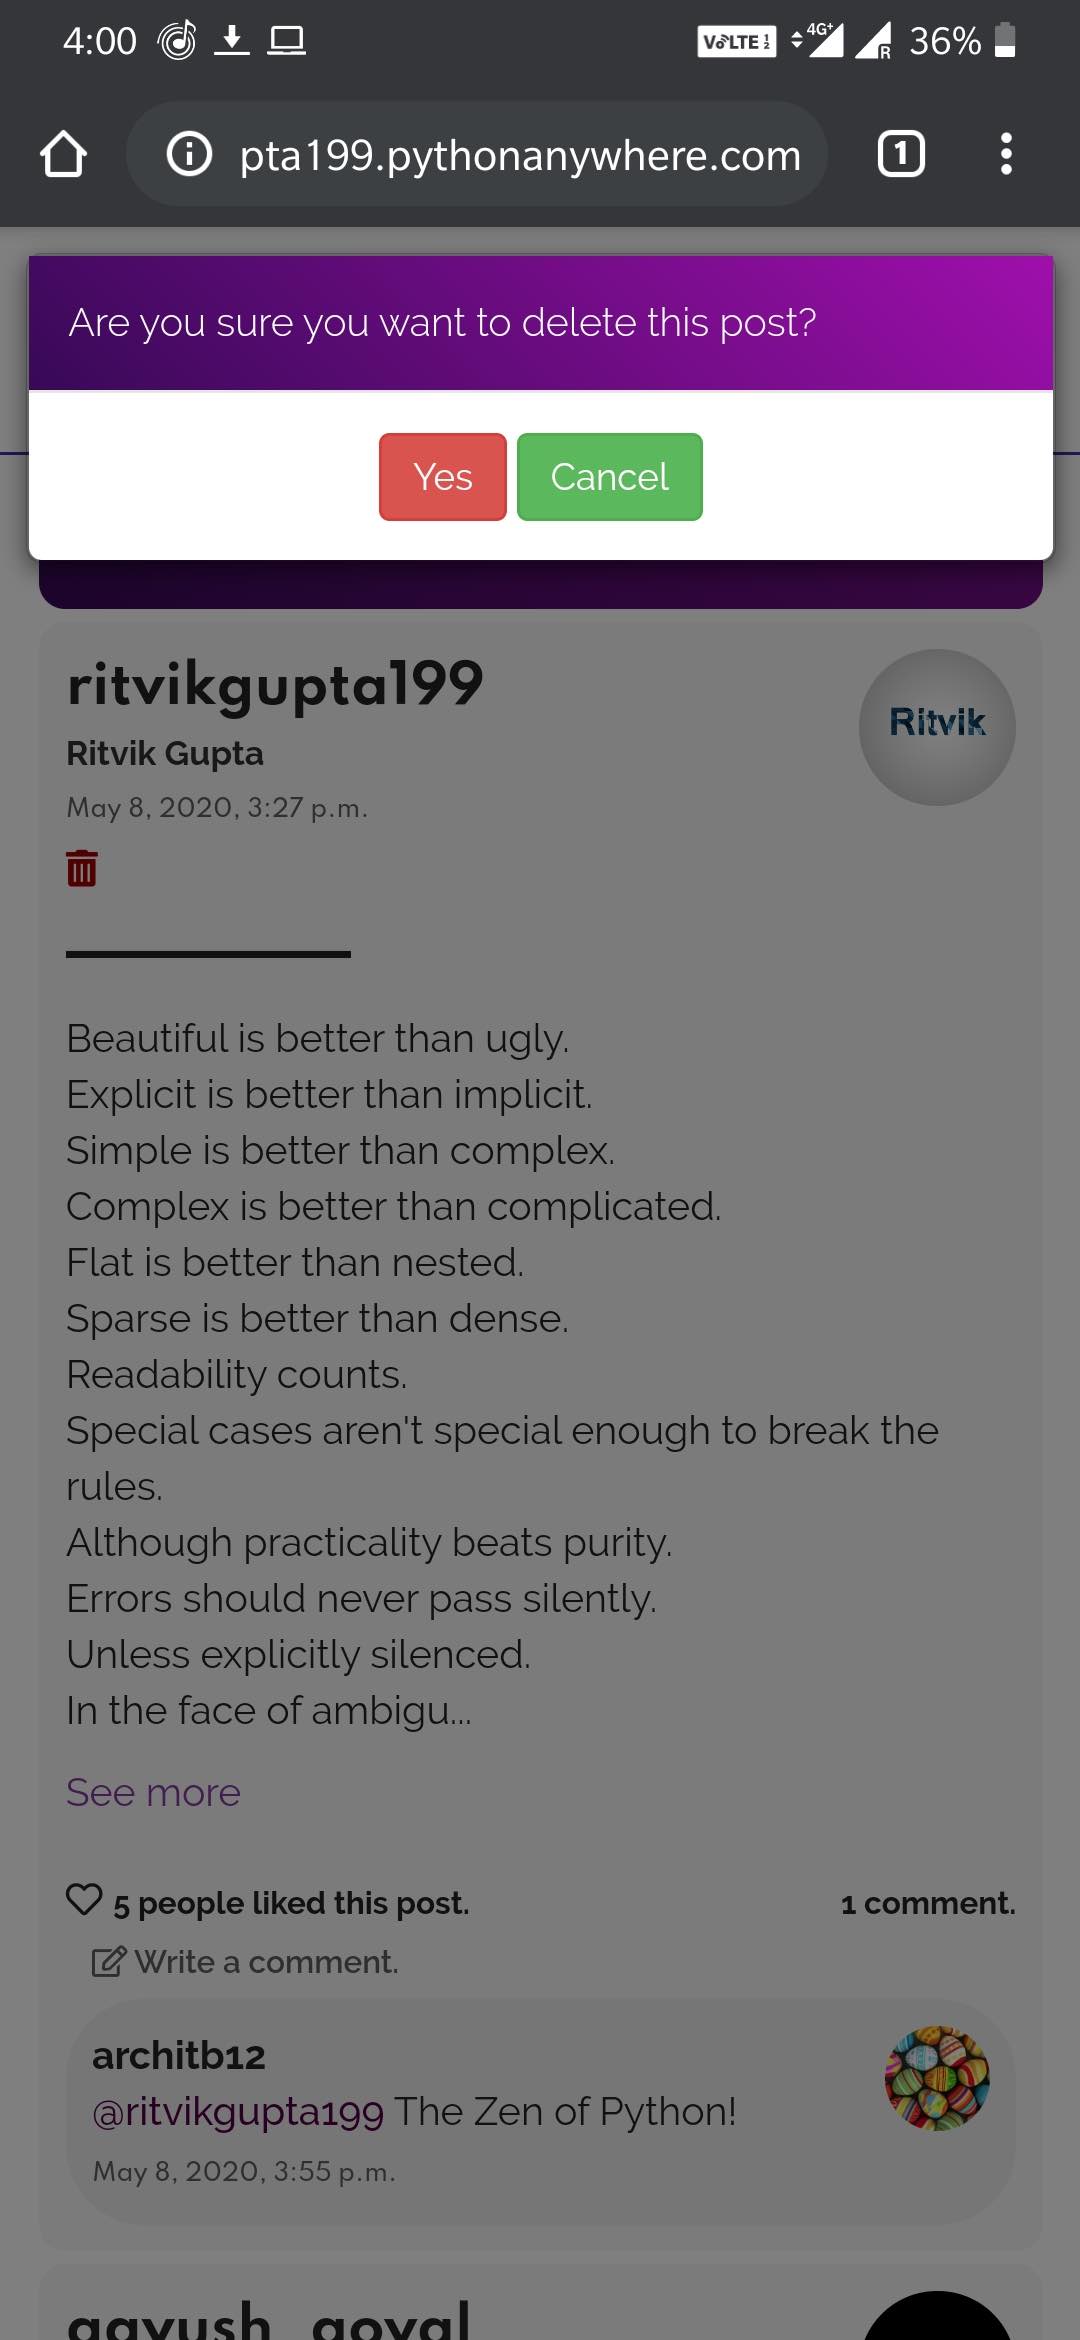 4:00
VoLTE 1 2 4G+ R 36%
pta199.pythonanywhere.com 1
Are you sure you want to delete this post?
Yes Cancel
ritvikgupta199
Ritvik
Ritvik Gupta
May 8, 2020, 3:27 p.m.
Beautiful is better than ugly.
Explicit is better than implicit.
Simple is better than complex.
Complex is better than complicated.
Flat is better than nested.
Sparse is better than dense.
Readability counts.
Special cases aren't special enough to break the
rules.
Although practicality beats purity.
Errors should never pass silently.
Unless explicitly silenced.
In the face of ambigu...
See more
5 people liked this post. 1 comment.
Write a comment.
architb12
@ritvikgupta199 The Zen of Python!
May 8, 2020, 3:55 p.m.
aayush_goyal